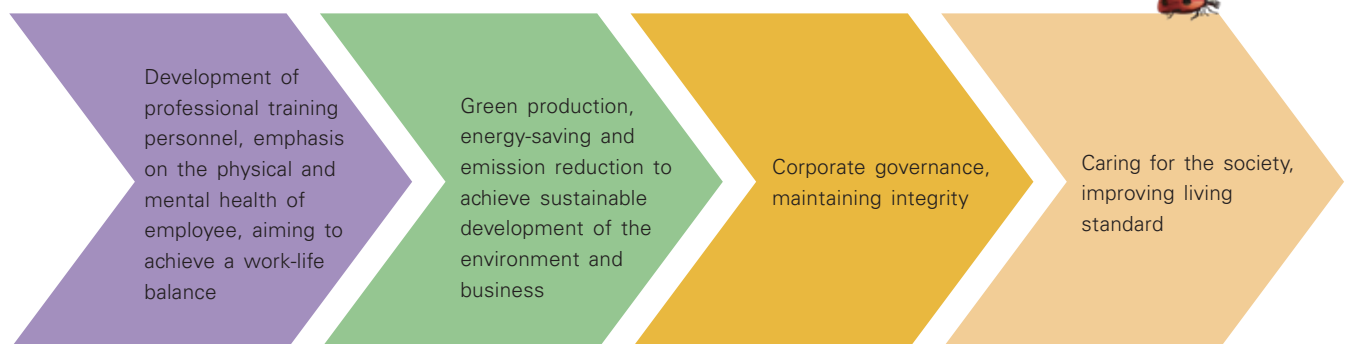 Development of
professional training
personnel, emphasis
on the physical and
mental health of
employee, aiming to
achieve a work-life
balance
Green production,
energy-saving and
emission reduction to
achieve sustainable
development of the
environment and
business
Corporate governance,
maintaining integrity
Caring for the society,
improving living
standard